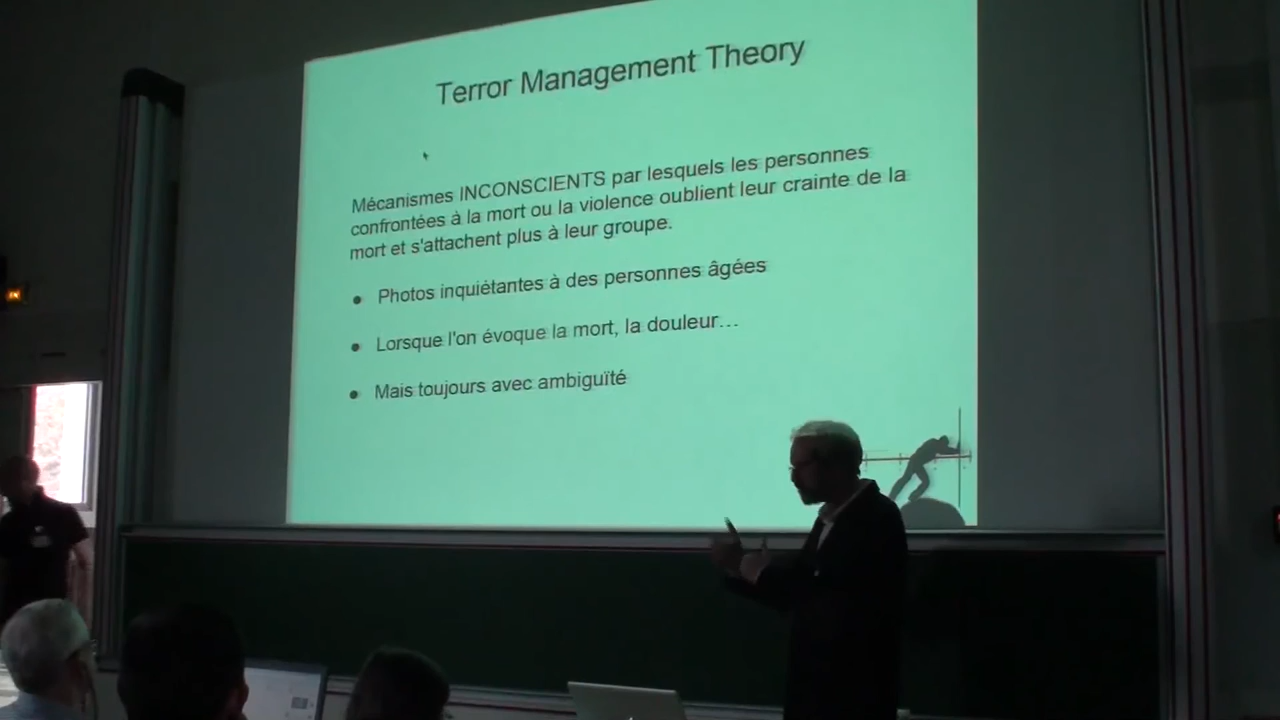 Terror Management Theory
Mécanismes INCONSCIENTS par lesquels les personnes
confrontées à la mort ou la violence oublient leur crainte de la
mort et s'attachent plus à leur groupe.
● Photos inquiétantes à des personnes âgées
● Lorsque l'on évoque la mort, la douleur…
● Mais toujours avec ambiguïté